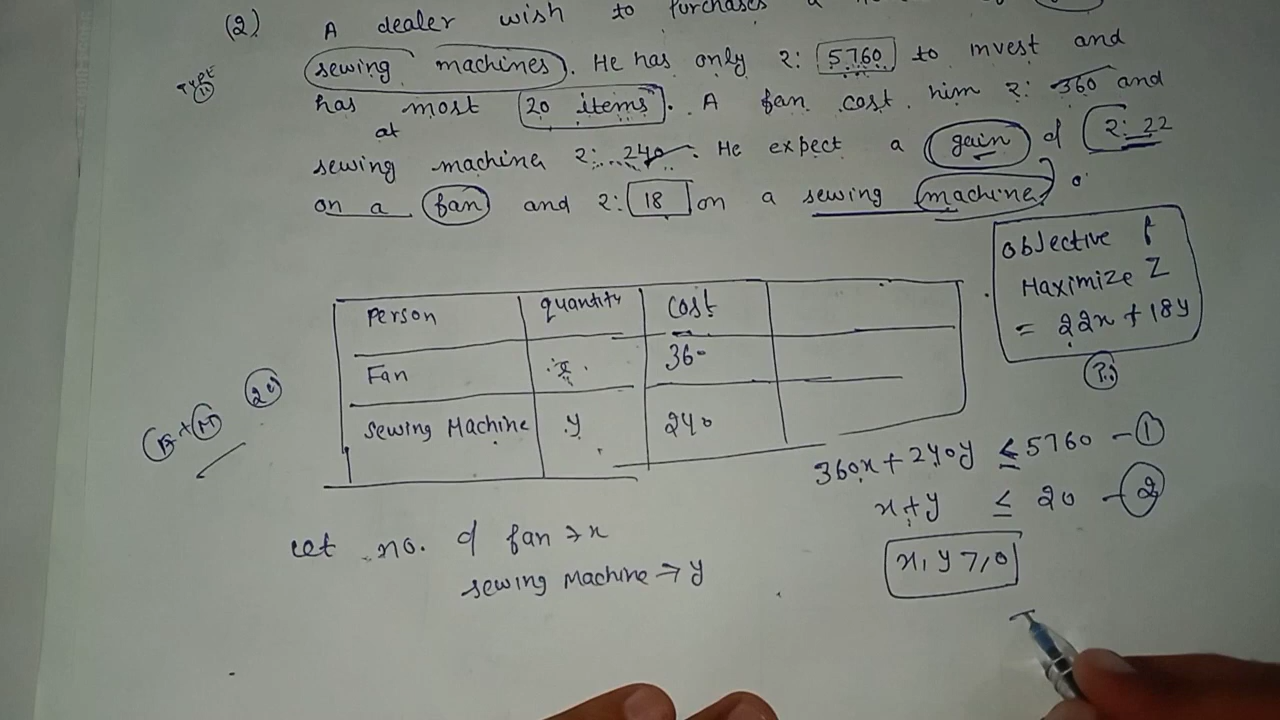 (2) A dealer wish to purchases a
sewing machines. He has only ₹: 5760 to invest and
Type 1
has at most 20 items. A fan cost him ₹: 360 and
sewing machine ₹: 240. He expect a gain of ₹: 22
on a fan and ₹: 18 on a sewing machine.
Objective f
Maximize Z
= 22x + 18y
Person quantity cost
Fan x 360
Sewing Machine y 240
360x + 240y ≤ 5760 - 1
x + y ≤ 20 - 2
x, y ≥ 0
Let no. of fan → x
sewing Machine → y